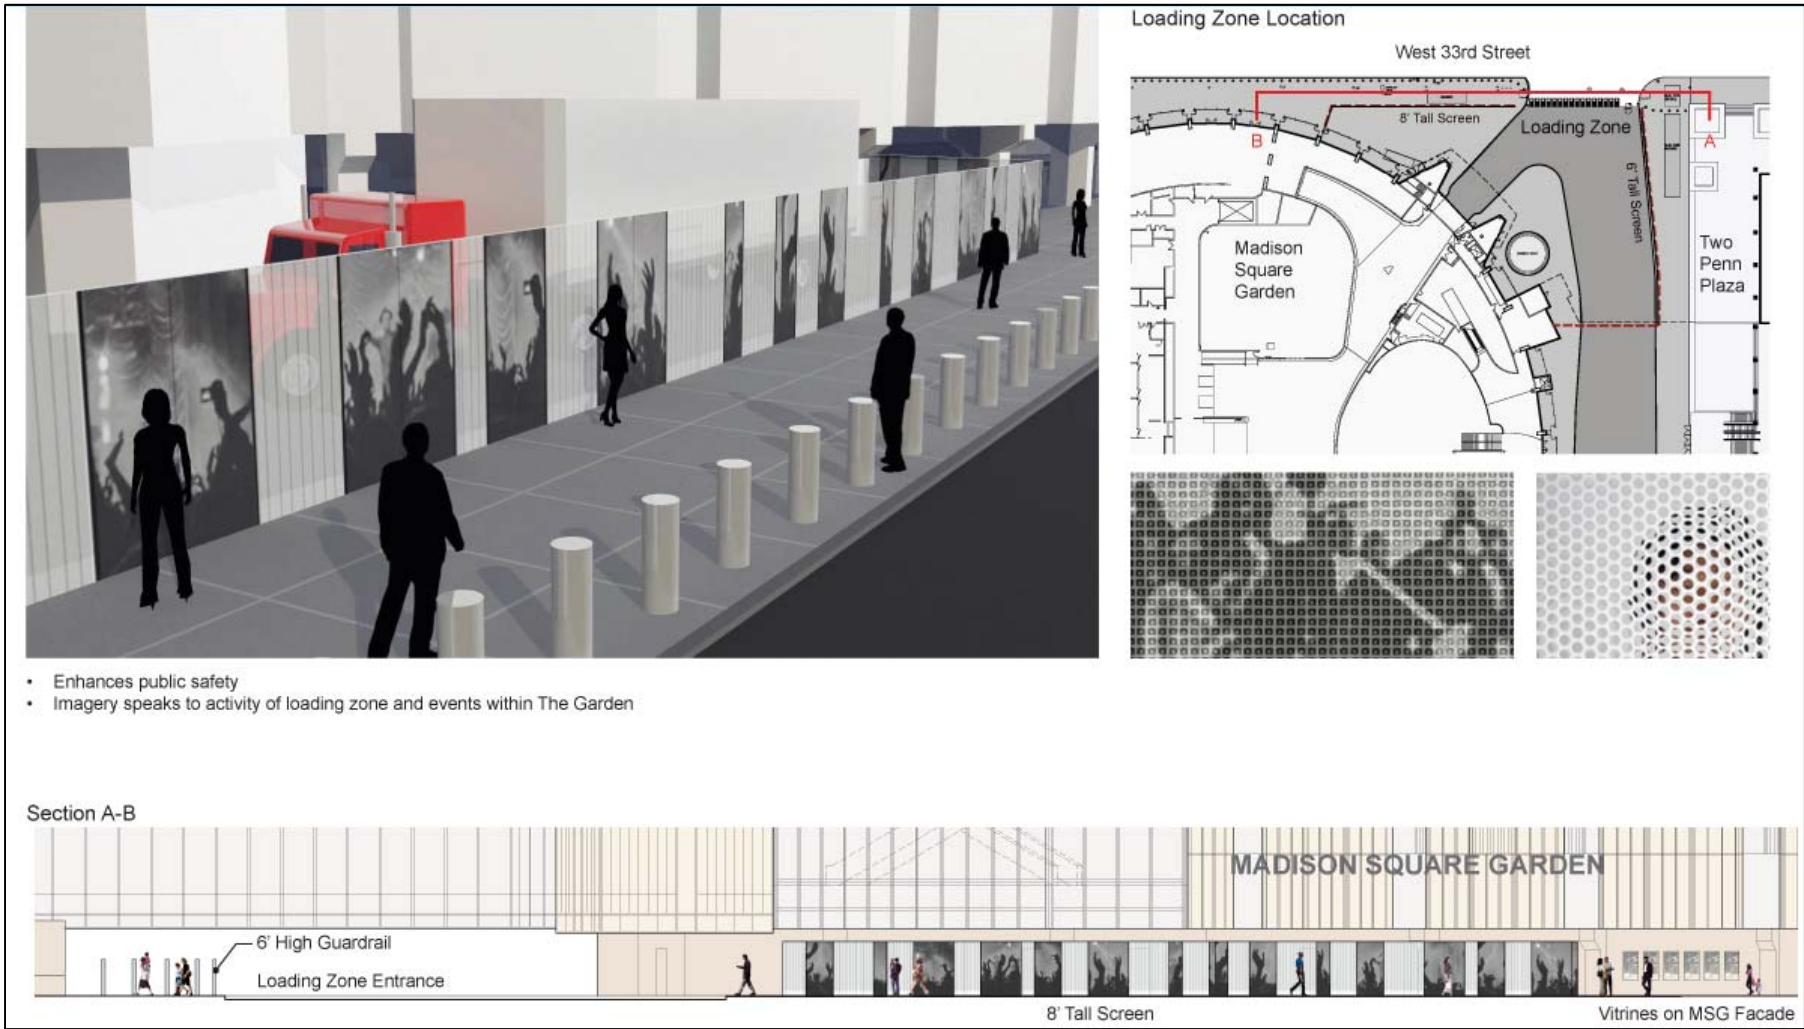 Loading Zone Location
West 33rd Street
8' Tall Screen
Loading Zone
B
A
6' Tall Screen
Madison
Square
Garden
Two
Penn
Plaza
• Enhances public safety
• Imagery speaks to activity of loading zone and events within The Garden
Section A-B
MADISON SQUARE GARDEN
6' High Guardrail
Loading Zone Entrance
8' Tall Screen
Vitrines on MSG Facade